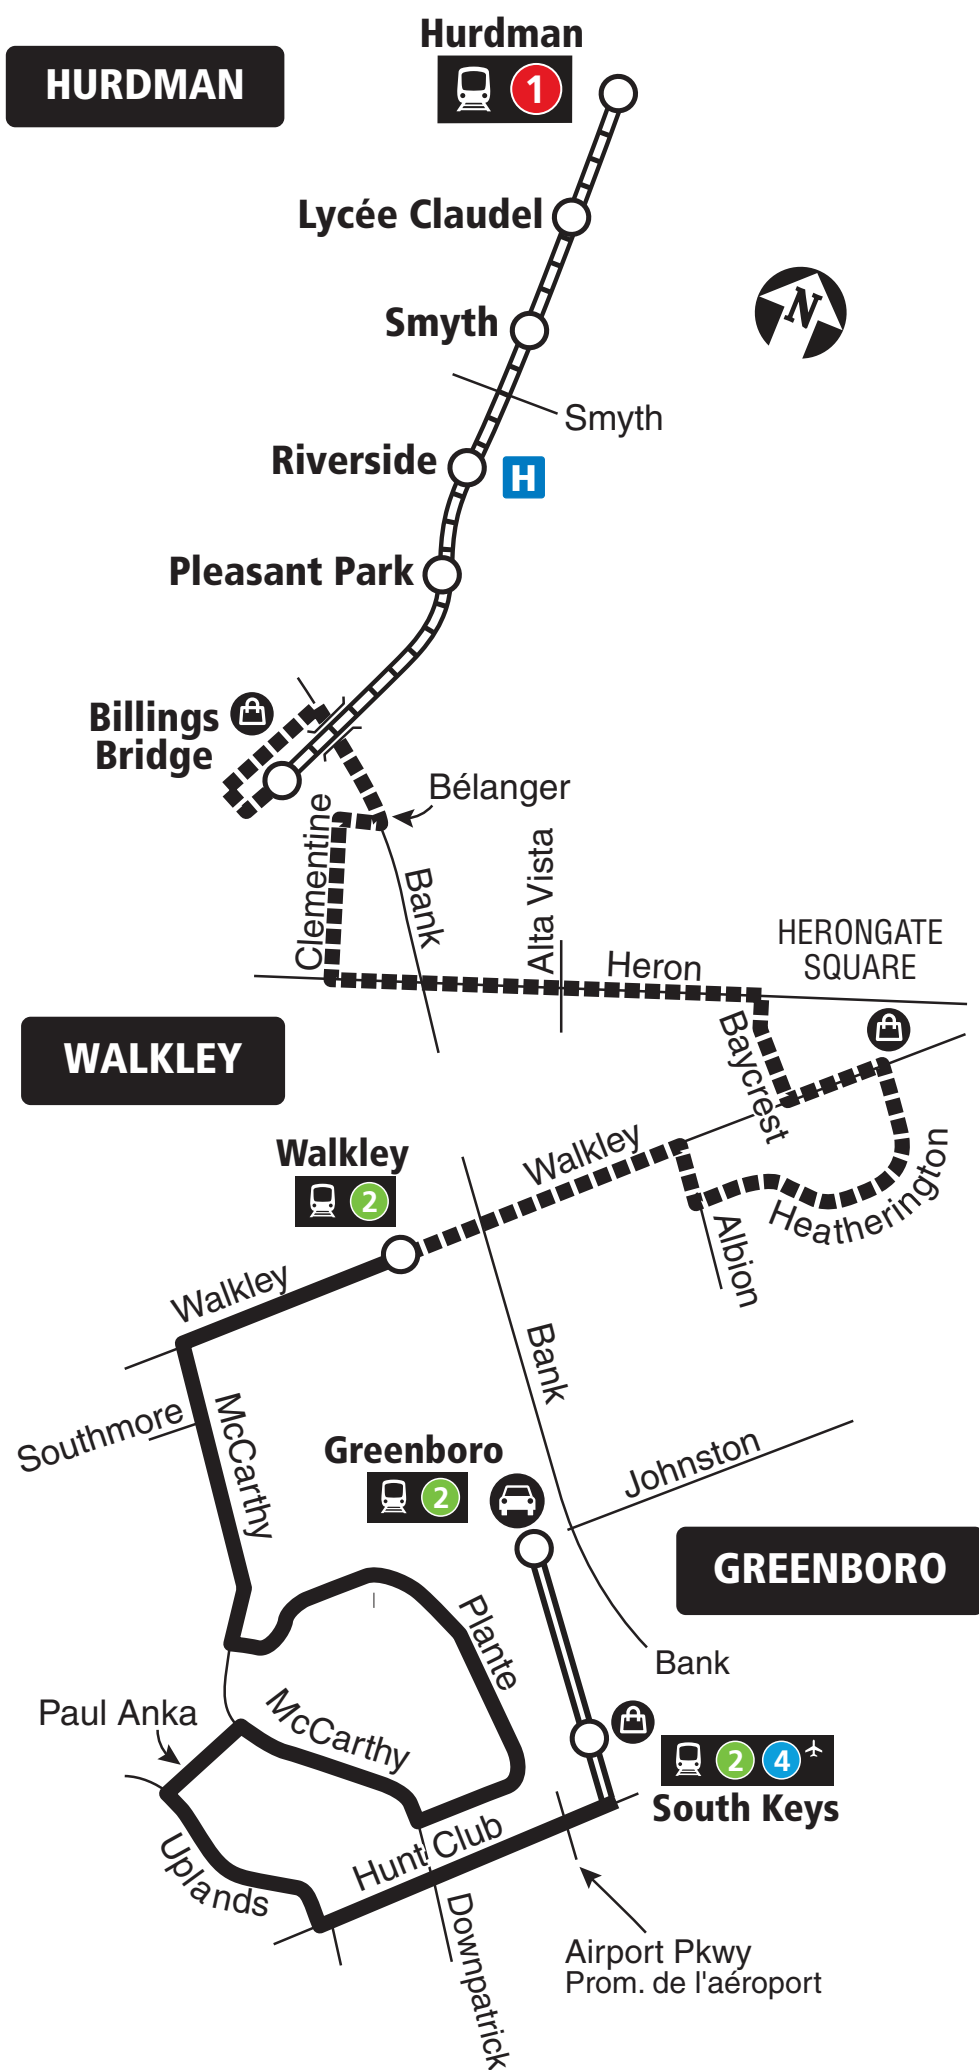 Hurdman
HURDMAN
1
Lycée Claudel
Smyth
N
Smyth
Riverside
H
Pleasant Park
Billings
Bridge
Bélanger
Clementine
Bank
Alta Vista
Heron
HERONGATE
SQUARE
WALKLEY
Baycrest
Walkley
2
Walkley
Heatherington
Albion
Walkley
Bank
Southmore
McCarthy
Greenboro
2
Johnston
GREENBORO
Plante
Bank
Paul Anka
McCarthy
2
4
South Keys
Uplands
Hunt Club
Downpatrick
Airport Pkwy
Prom. de l'aéroport